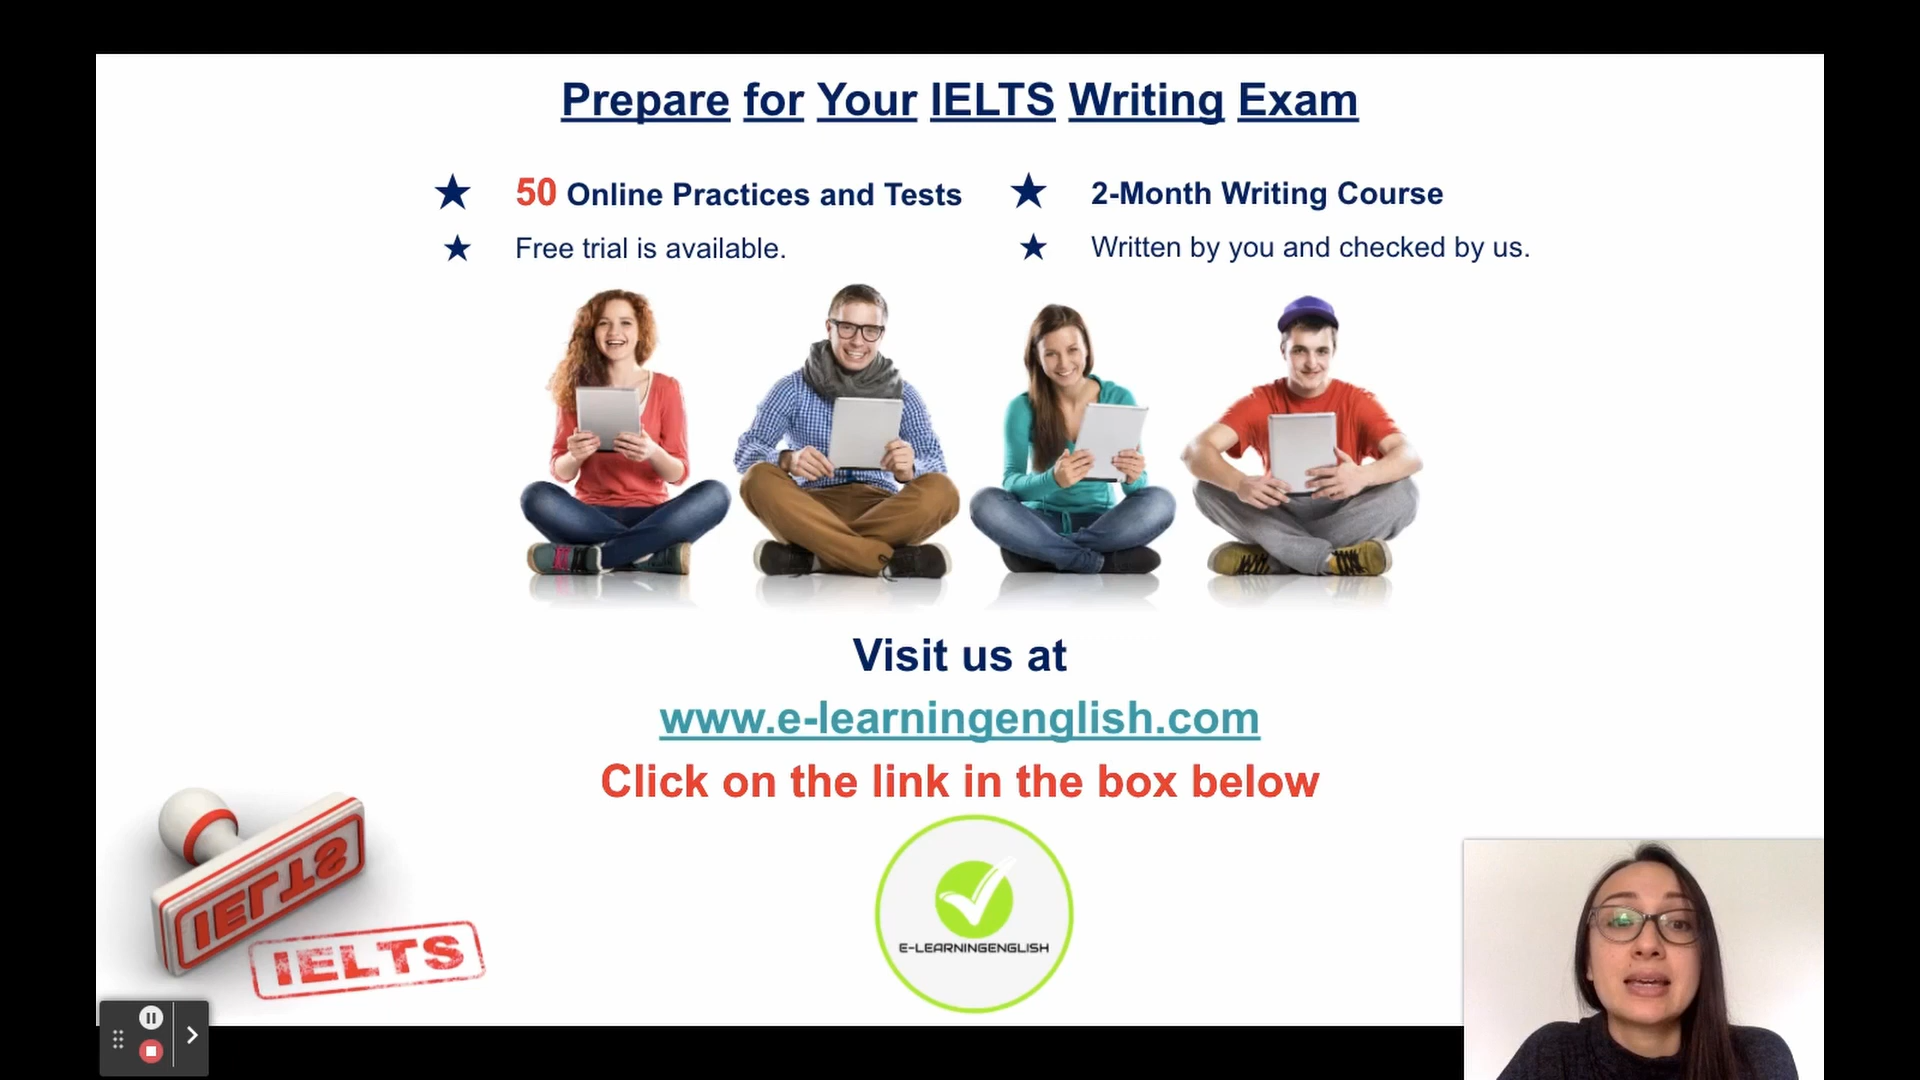 Prepare for Your IELTS Writing Exam
50 Online Practices and Tests
Free trial is available.
2-Month Writing Course
Written by you and checked by us.
Visit us at
www.e-learningenglish.com
Click on the link in the box below
E-LEARNINGENGLISH
IELTS
IELTS